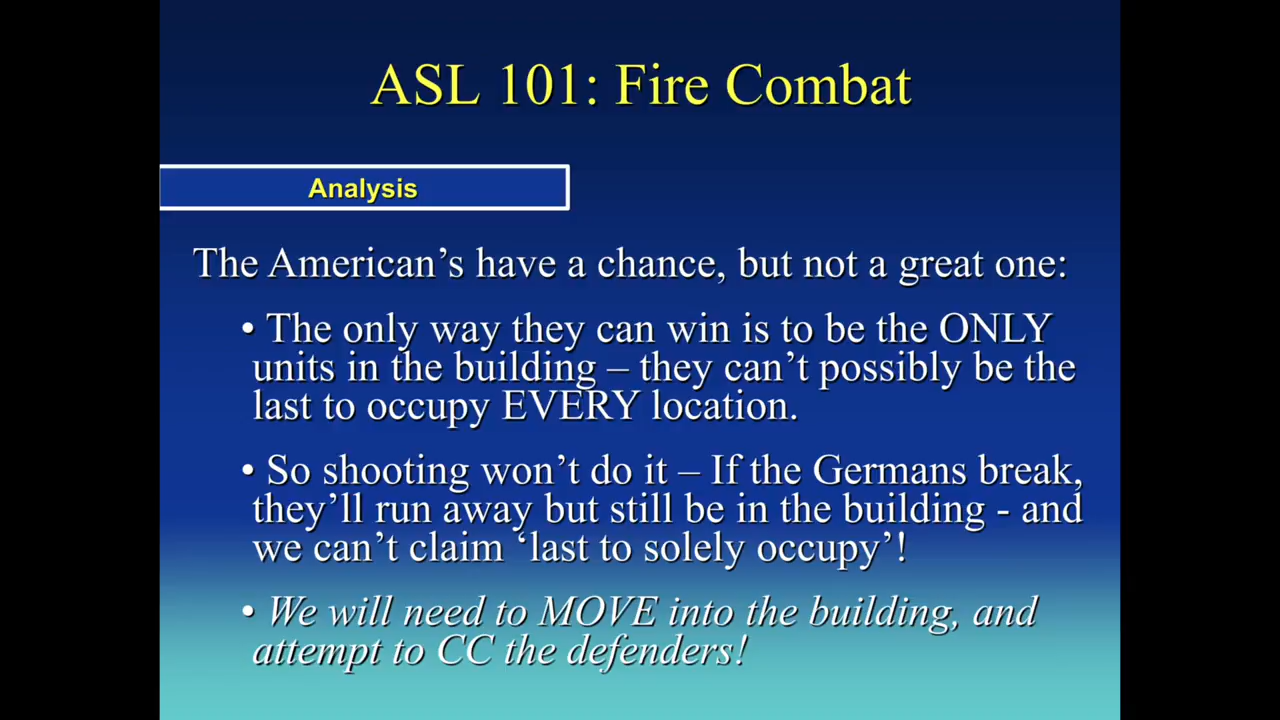 ASL 101: Fire Combat
Analysis
The American’s have a chance, but not a great one:
• The only way they can win is to be the ONLY
units in the building – they can’t possibly be the
last to occupy EVERY location.
• So shooting won’t do it – If the Germans break,
they’ll run away but still be in the building - and
we can’t claim ‘last to solely occupy’!
• We will need to MOVE into the building, and
attempt to CC the defenders!